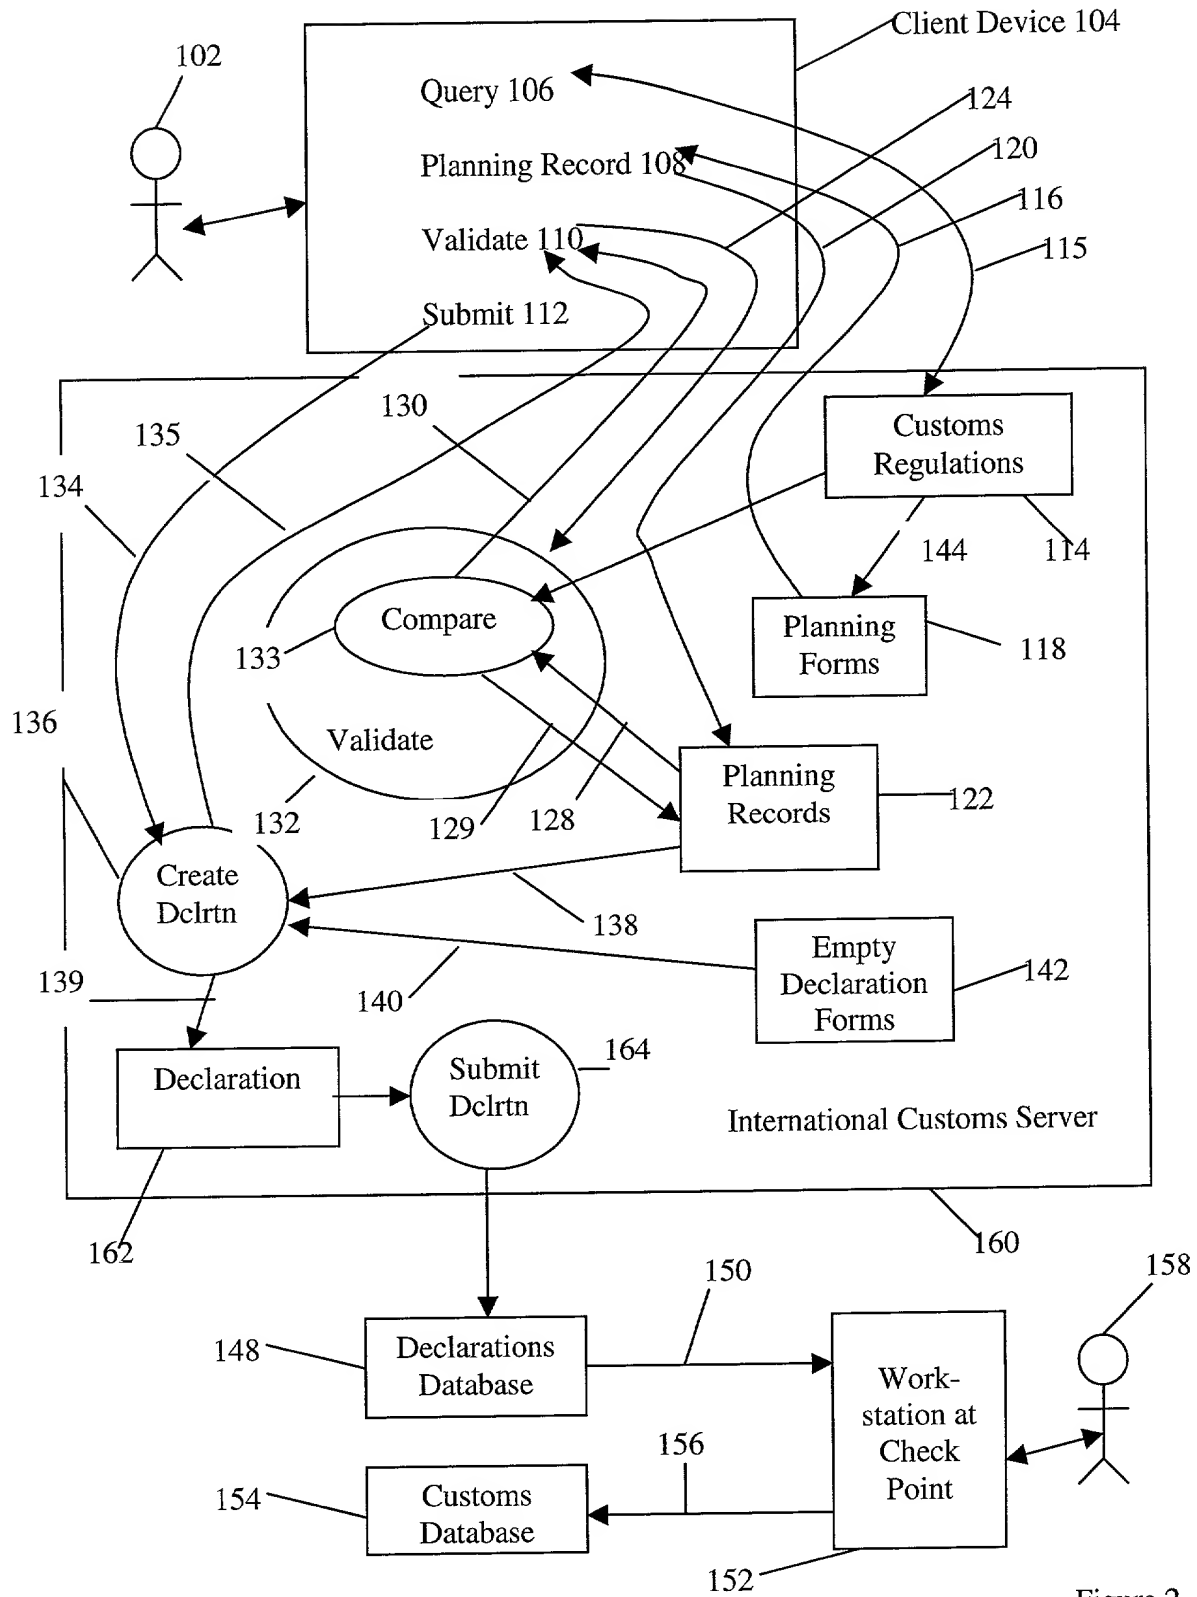 Client Device 104
102
Query 106
124
Planning Record 108
120
116
Validate 110
115
Submit 112
130
135
134
Customs
Regulations
144
114
Compare
133
Planning
Forms
118
136
Validate
132
129
128
Planning
Records
122
Create
Dclrtn
138
139
140
Empty
Declaration
Forms
142
Declaration
Submit
Dclrtn
164
International Customs Server
162
160
150
158
148
Declarations
Database
Work-
station at
Check
Point
156
154
Customs
Database
152
Figure 2